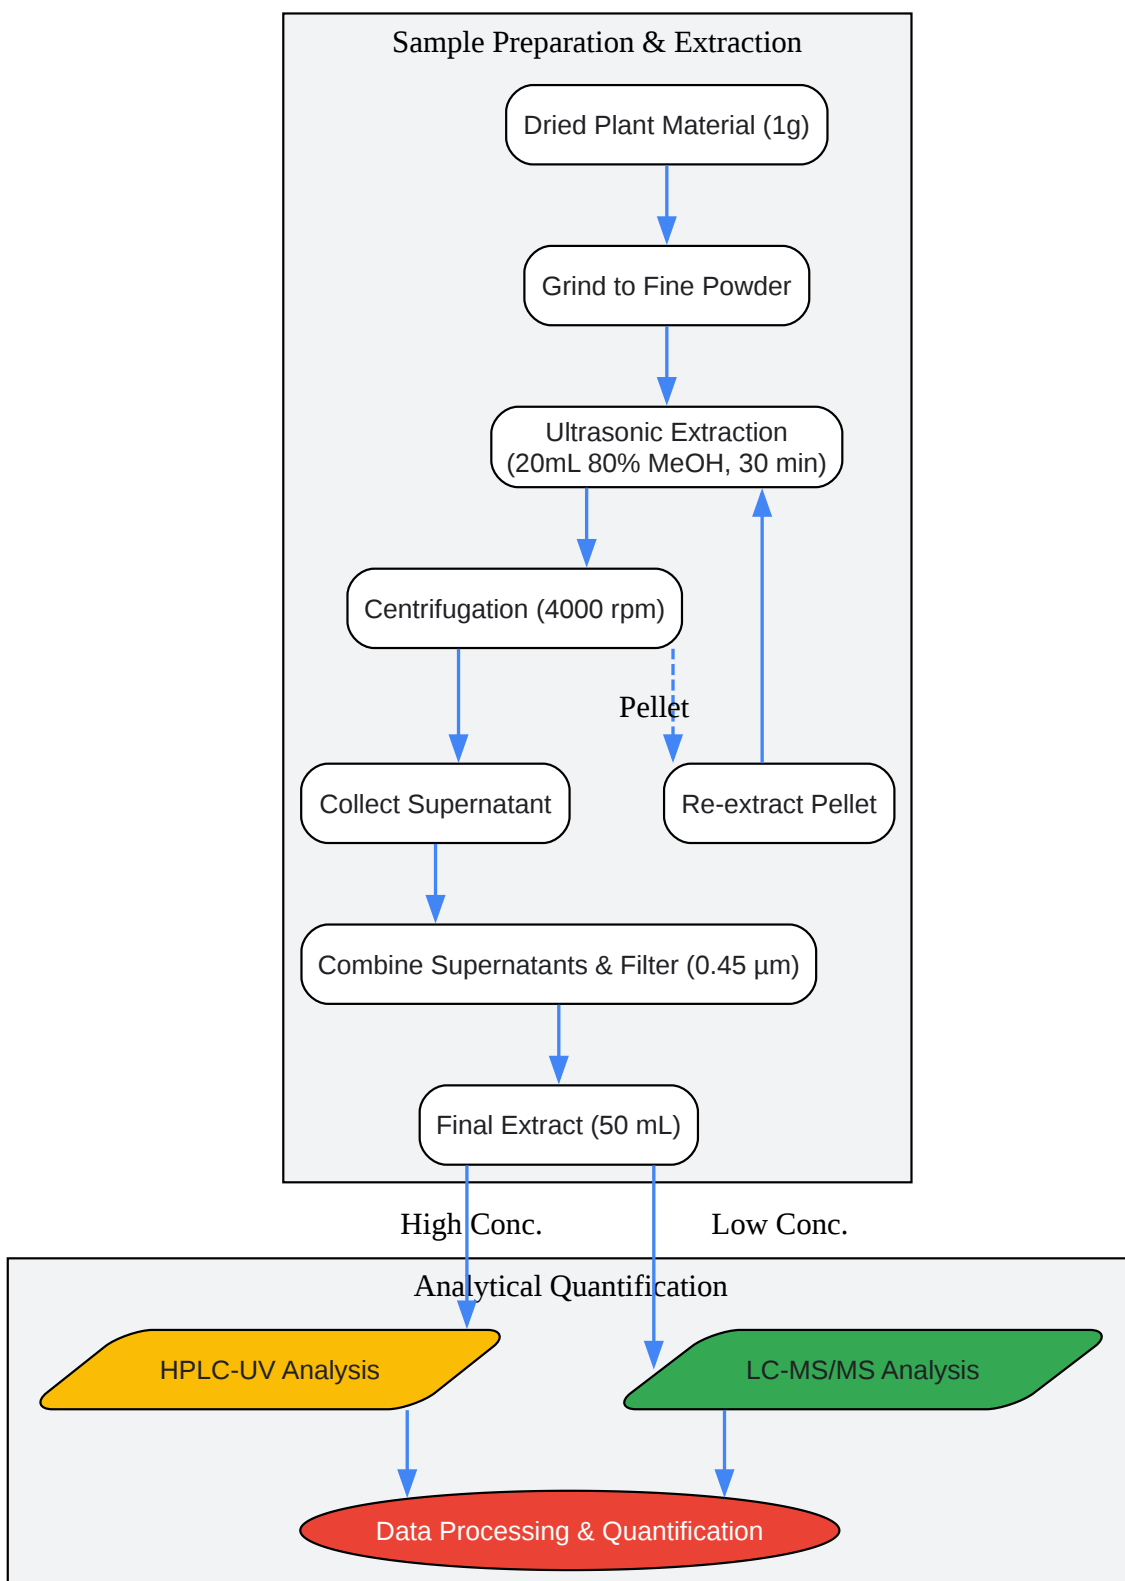 Sample Preparation & Extraction
Dried Plant Material (1g)
Grind to Fine Powder
Ultrasonic Extraction
(20mL 80% MeOH, 30 min)
Centrifugation (4000 rpm)
Pellet
Collect Supernatant
Re-extract Pellet
Combine Supernatants & Filter (0.45 µm)
Final Extract (50 mL)
High Conc.
Low Conc.
Analytical Quantification
HPLC-UV Analysis
LC-MS/MS Analysis
Data Processing & Quantification